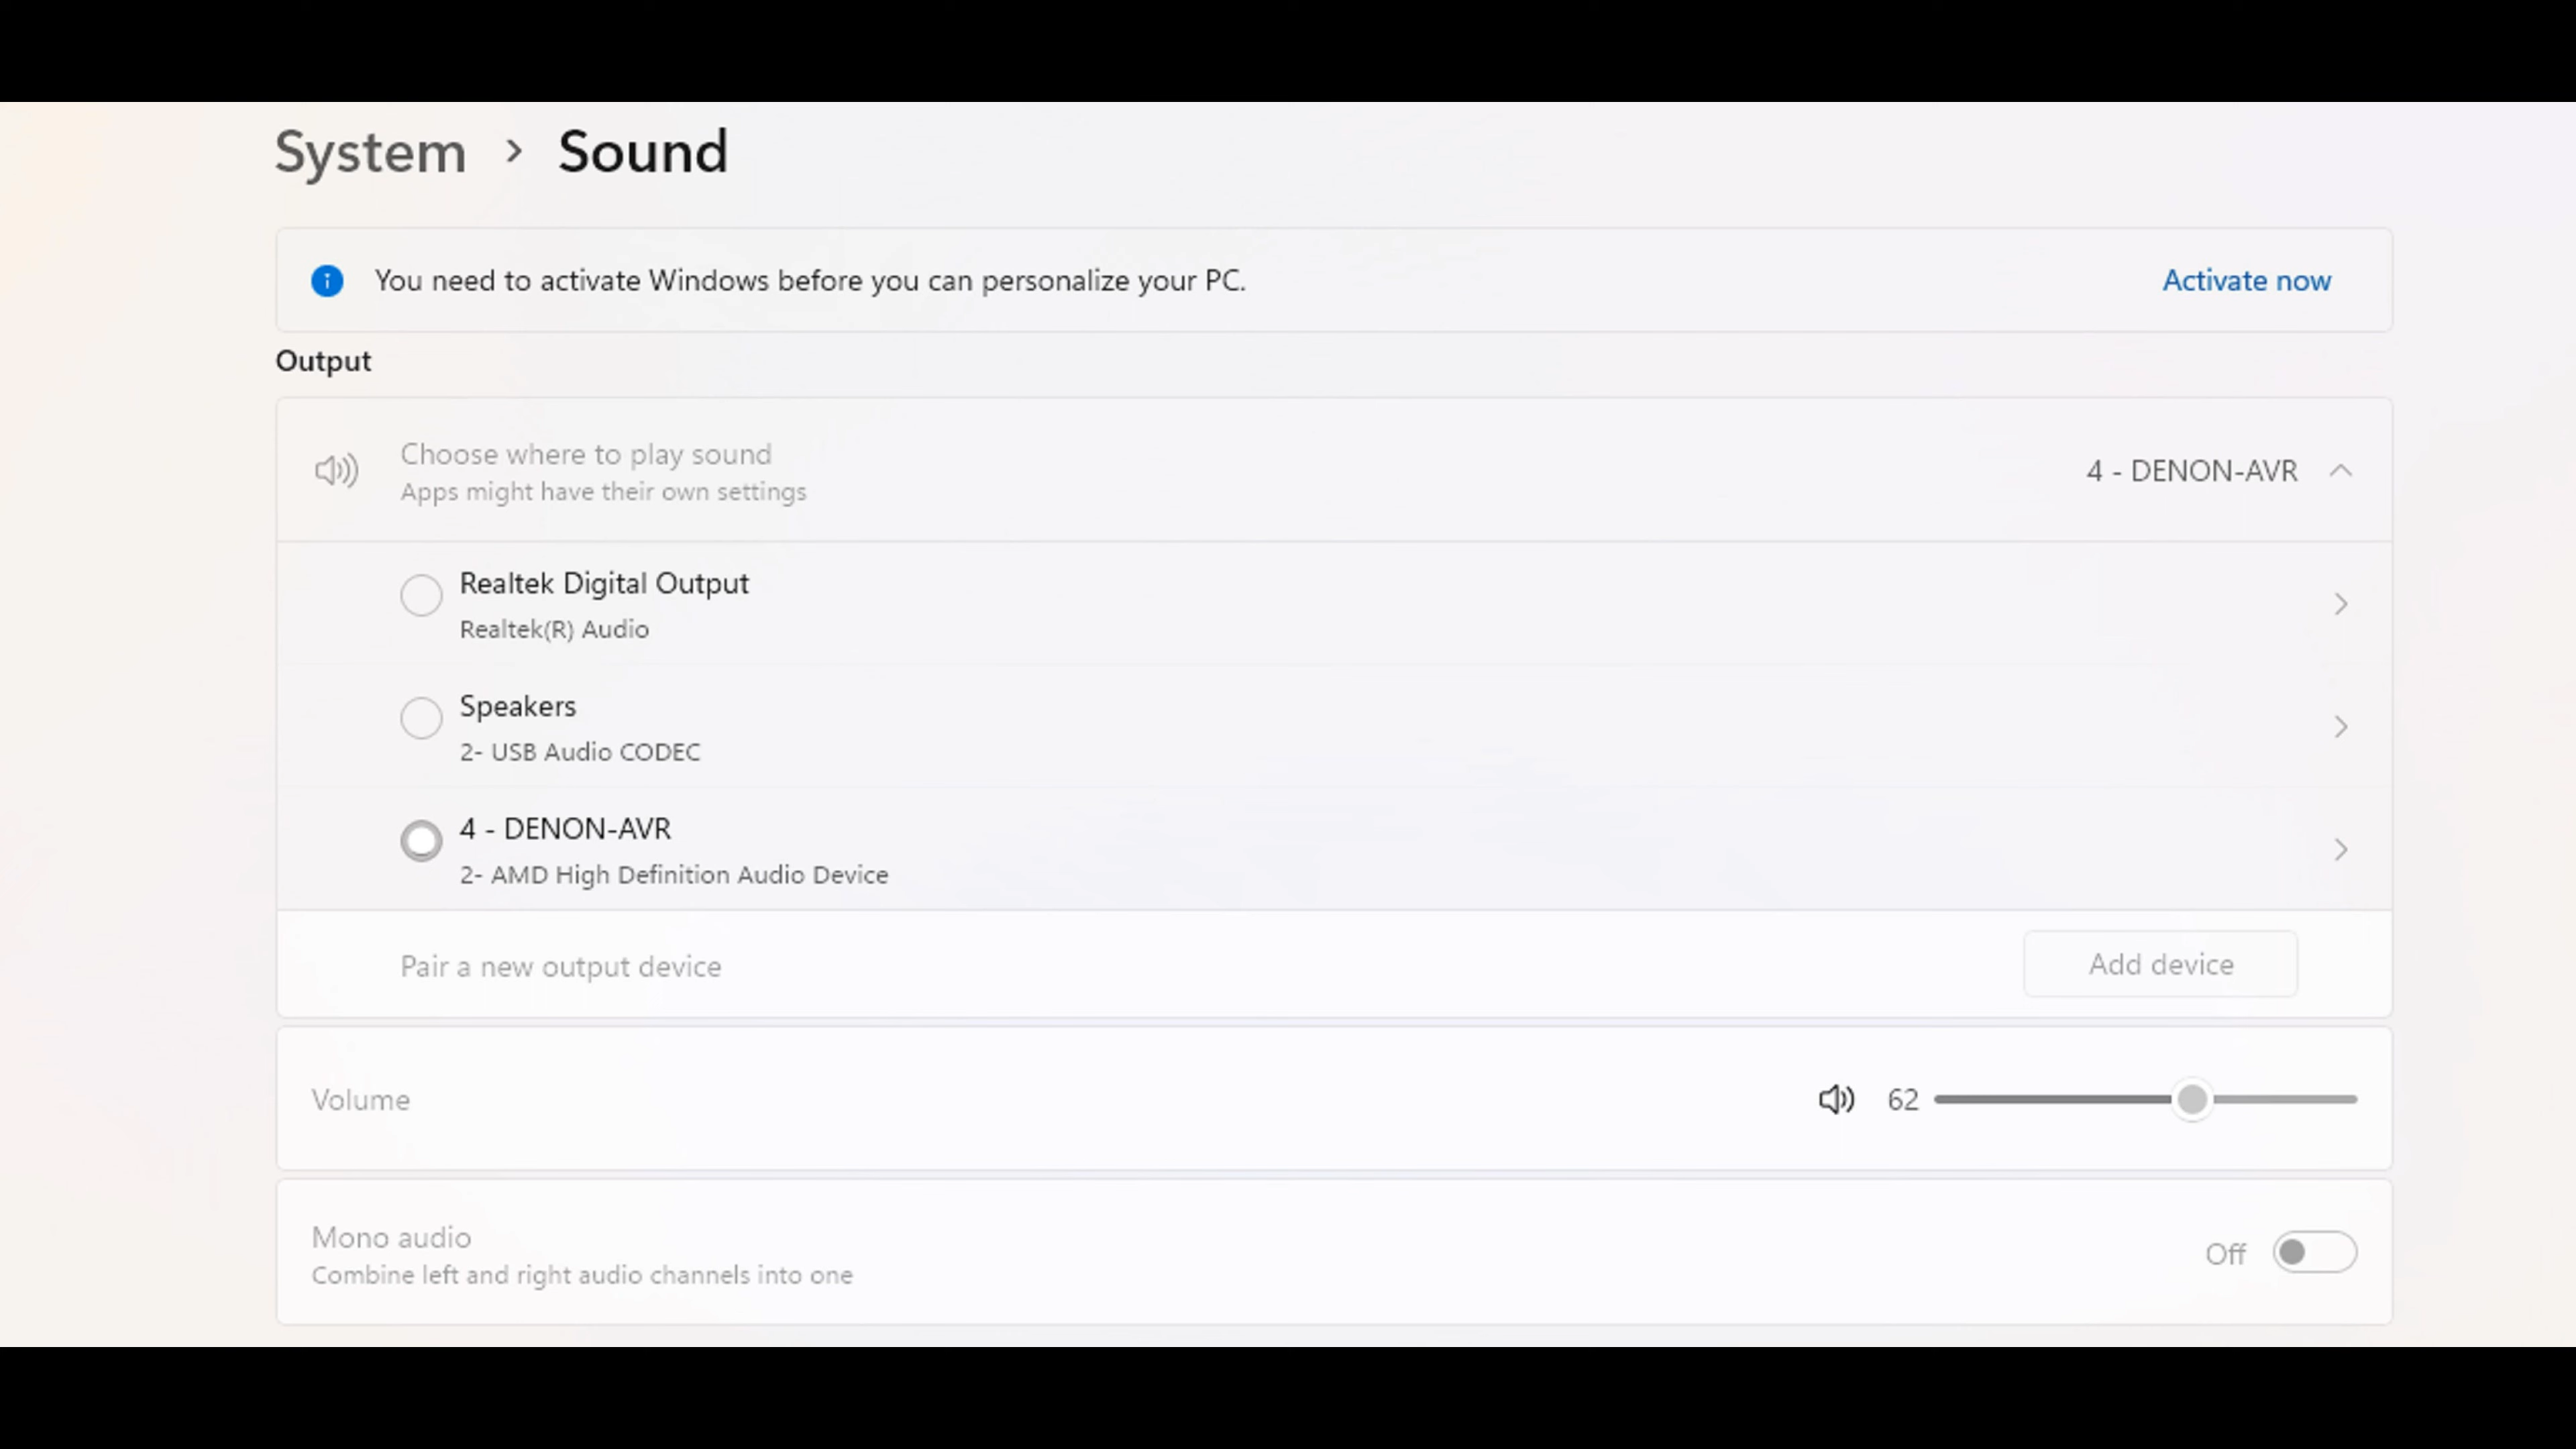 System > Sound
You need to activate Windows before you can personalize your PC.
Activate now
Output
Choose where to play sound
Apps might have their own settings
4 - DENON-AVR
Realtek Digital Output
Realtek(R) Audio
Speakers
2- USB Audio CODEC
4 - DENON-AVR
2- AMD High Definition Audio Device
Pair a new output device
Add device
Volume
62
Mono audio
Combine left and right audio channels into one
Off